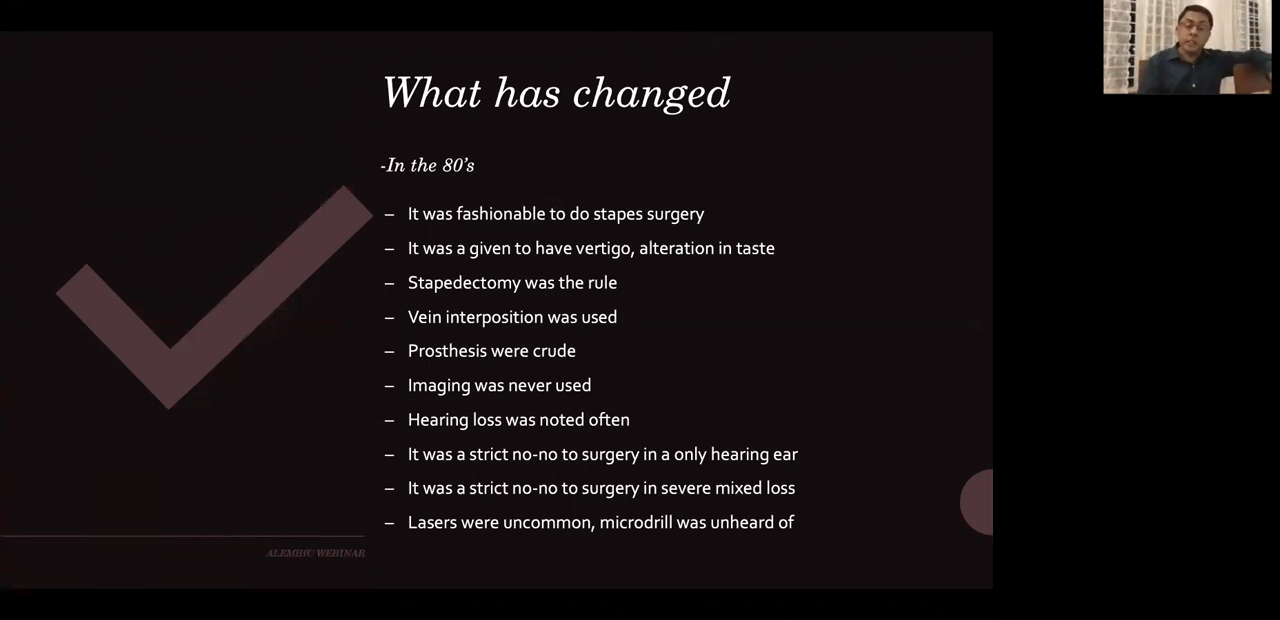 What has changed
-In the 80's
– It was fashionable to do stapes surgery
– It was a given to have vertigo, alteration in taste
– Stapedectomy was the rule
– Vein interposition was used
– Prosthesis were crude
– Imaging was never used
– Hearing loss was noted often
– It was a strict no-no to surgery in a only hearing ear
– It was a strict no-no to surgery in severe mixed loss
– Lasers were uncommon, microdrill was unheard of
ALEMBIC WEBINAR